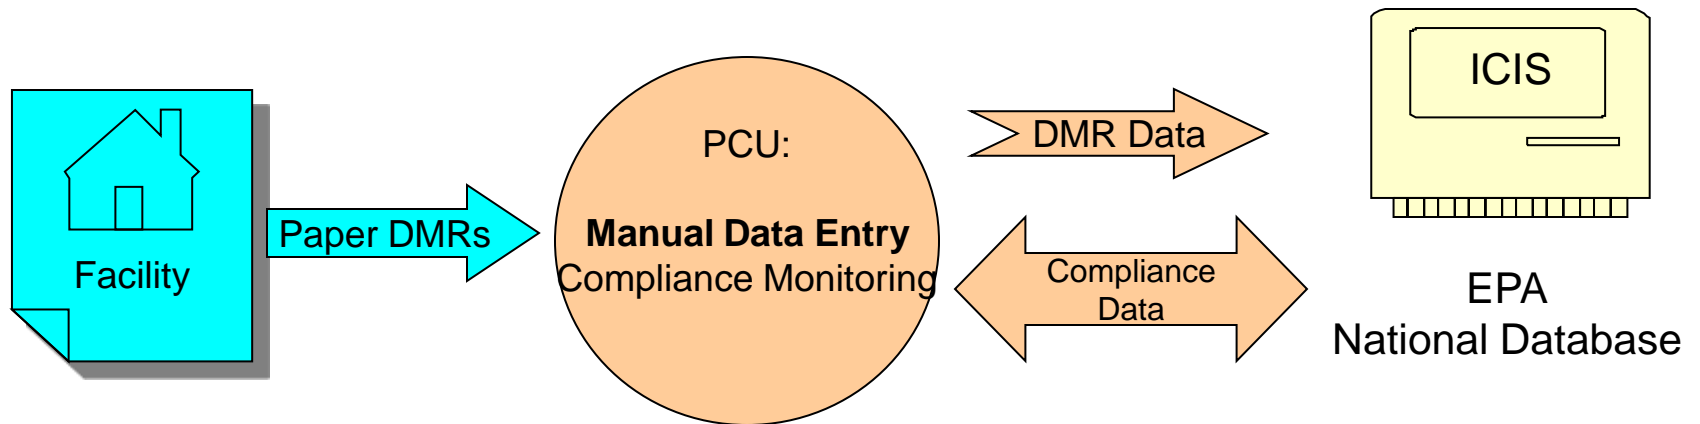 Facility
Paper DMRs
PCU:
Manual Data Entry
Compliance Monitoring
DMR Data
Compliance
Data
ICIS
EPA
National Database